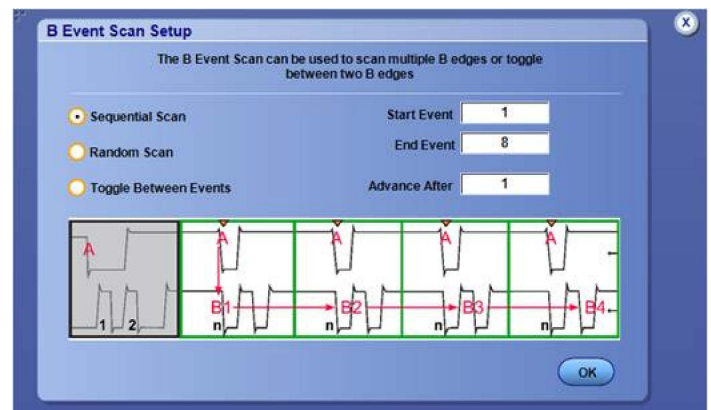 X
B Event Scan Setup
The B Event Scan can be used to scan multiple B edges or toggle
between two B edges
Sequential Scan
Start Event 1
Random Scan
End Event 8
Toggle Between Events
Advance After 1
A A A A A
B1 B2 B3 B4
1 2 n n n n
OK